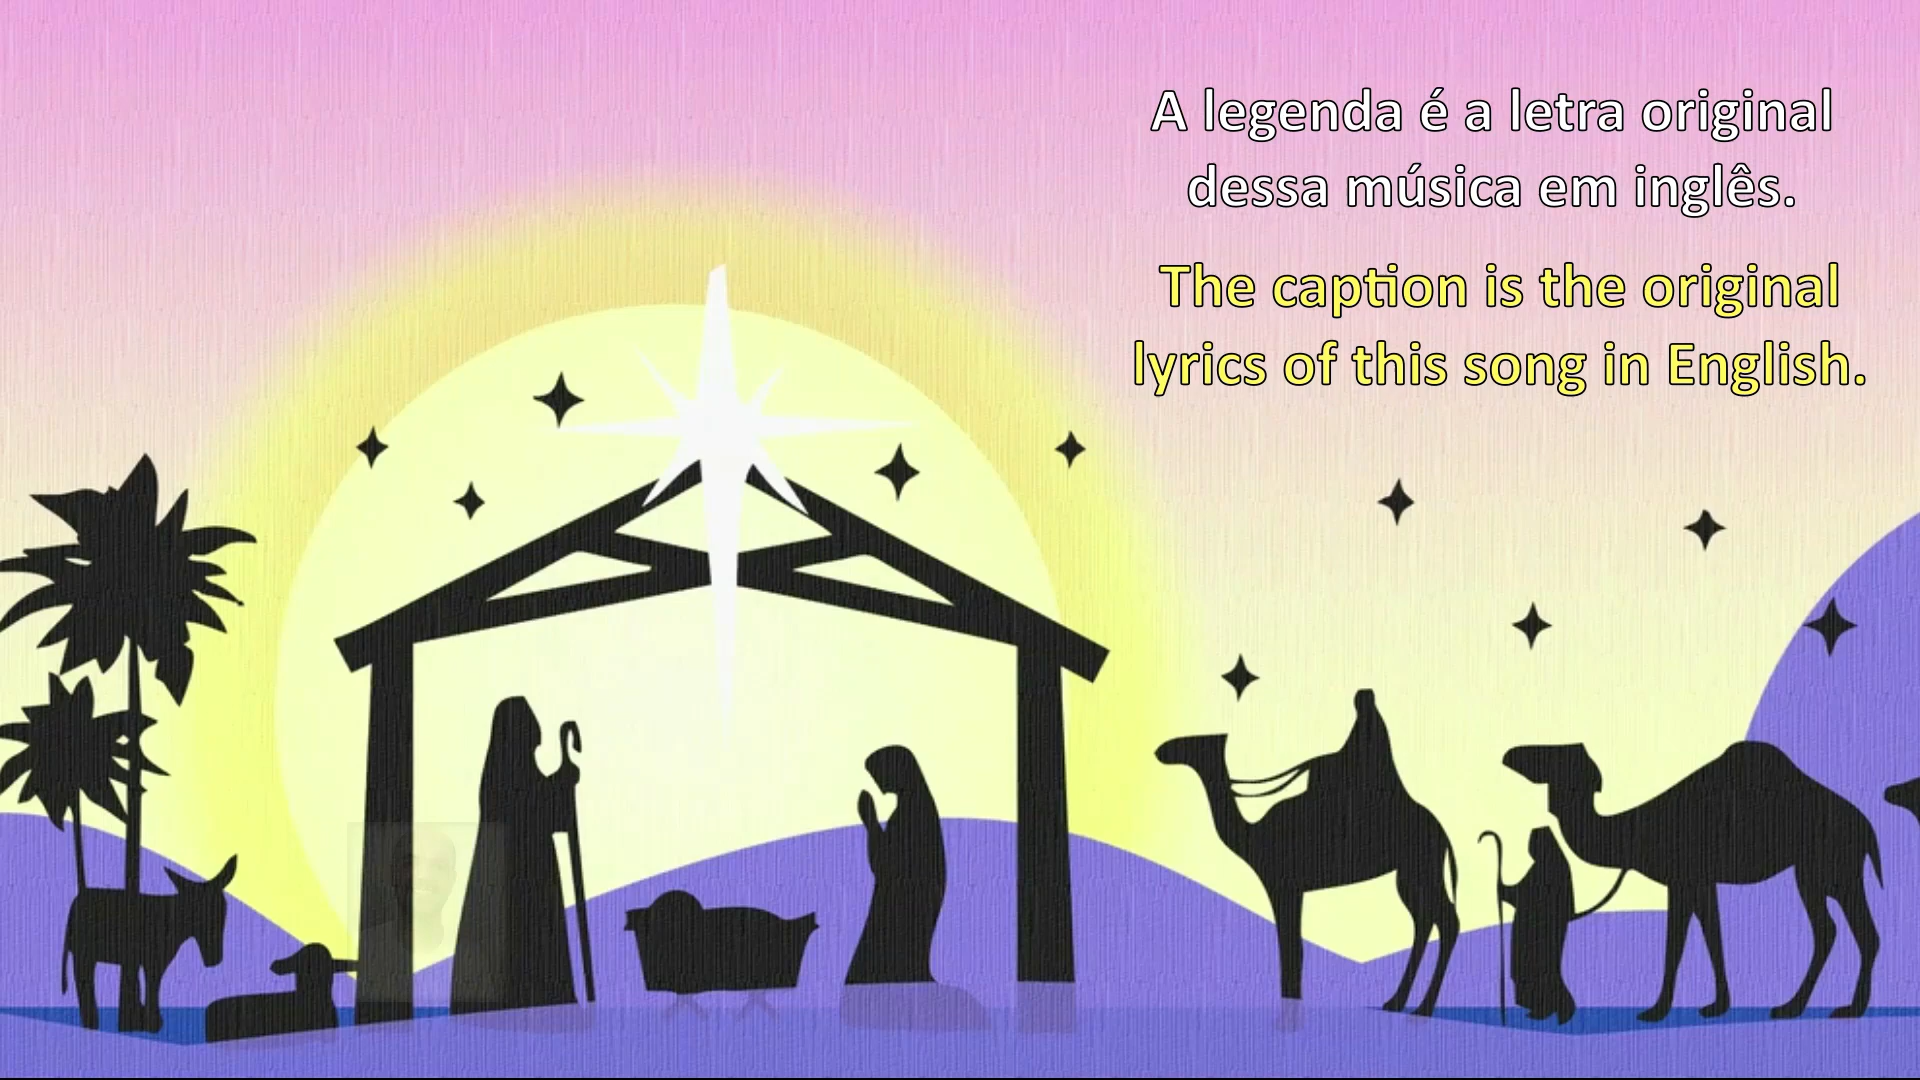 A legenda é a letra original
dessa música em inglês.
The caption is the original
lyrics of this song in English.